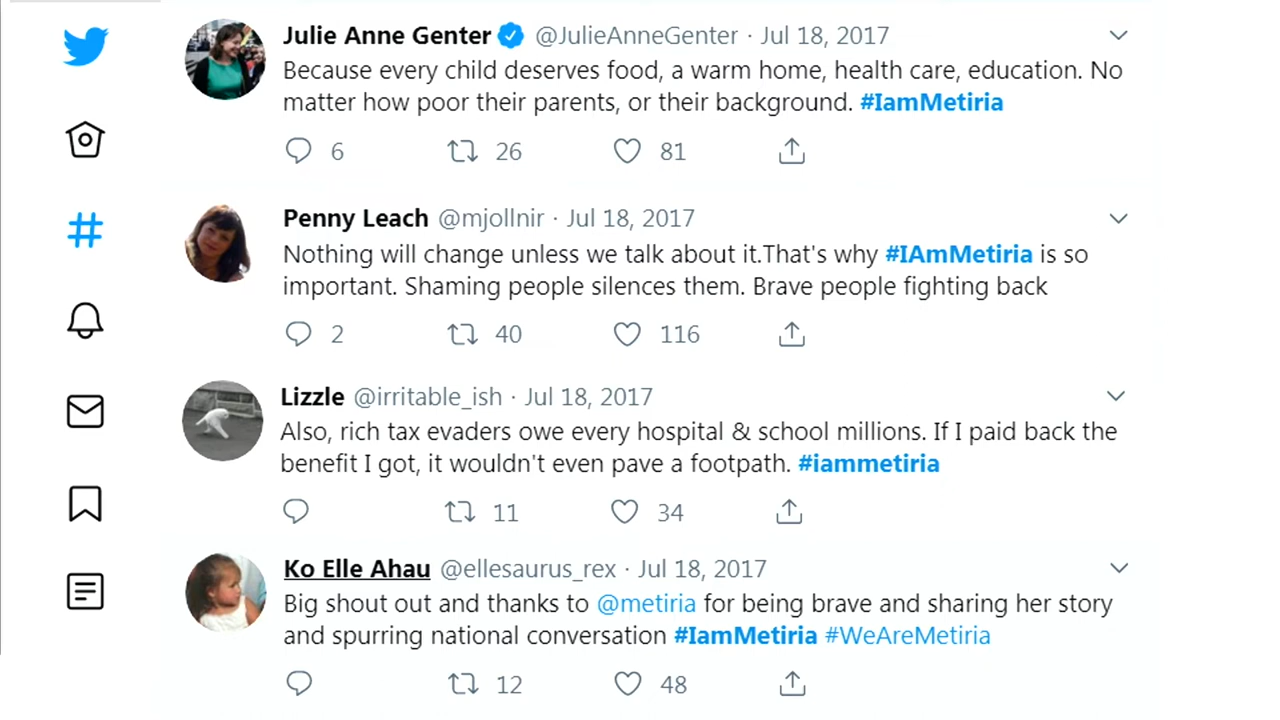 Julie Anne Genter @JulieAnneGenter · Jul 18, 2017
Because every child deserves food, a warm home, health care, education. No
matter how poor their parents, or their background. #IamMetiria
6 26 81
Penny Leach @mjollnir · Jul 18, 2017
Nothing will change unless we talk about it.That's why #IAmMetiria is so
important. Shaming people silences them. Brave people fighting back
2 40 116
Lizzle @irritable_ish · Jul 18, 2017
Also, rich tax evaders owe every hospital & school millions. If I paid back the
benefit I got, it wouldn't even pave a footpath. #iammetiria
11 34
Ko Elle Ahau @ellesaurus_rex · Jul 18, 2017
Big shout out and thanks to @metiria for being brave and sharing her story
and spurring national conversation #IamMetiria #WeAreMetiria
12 48